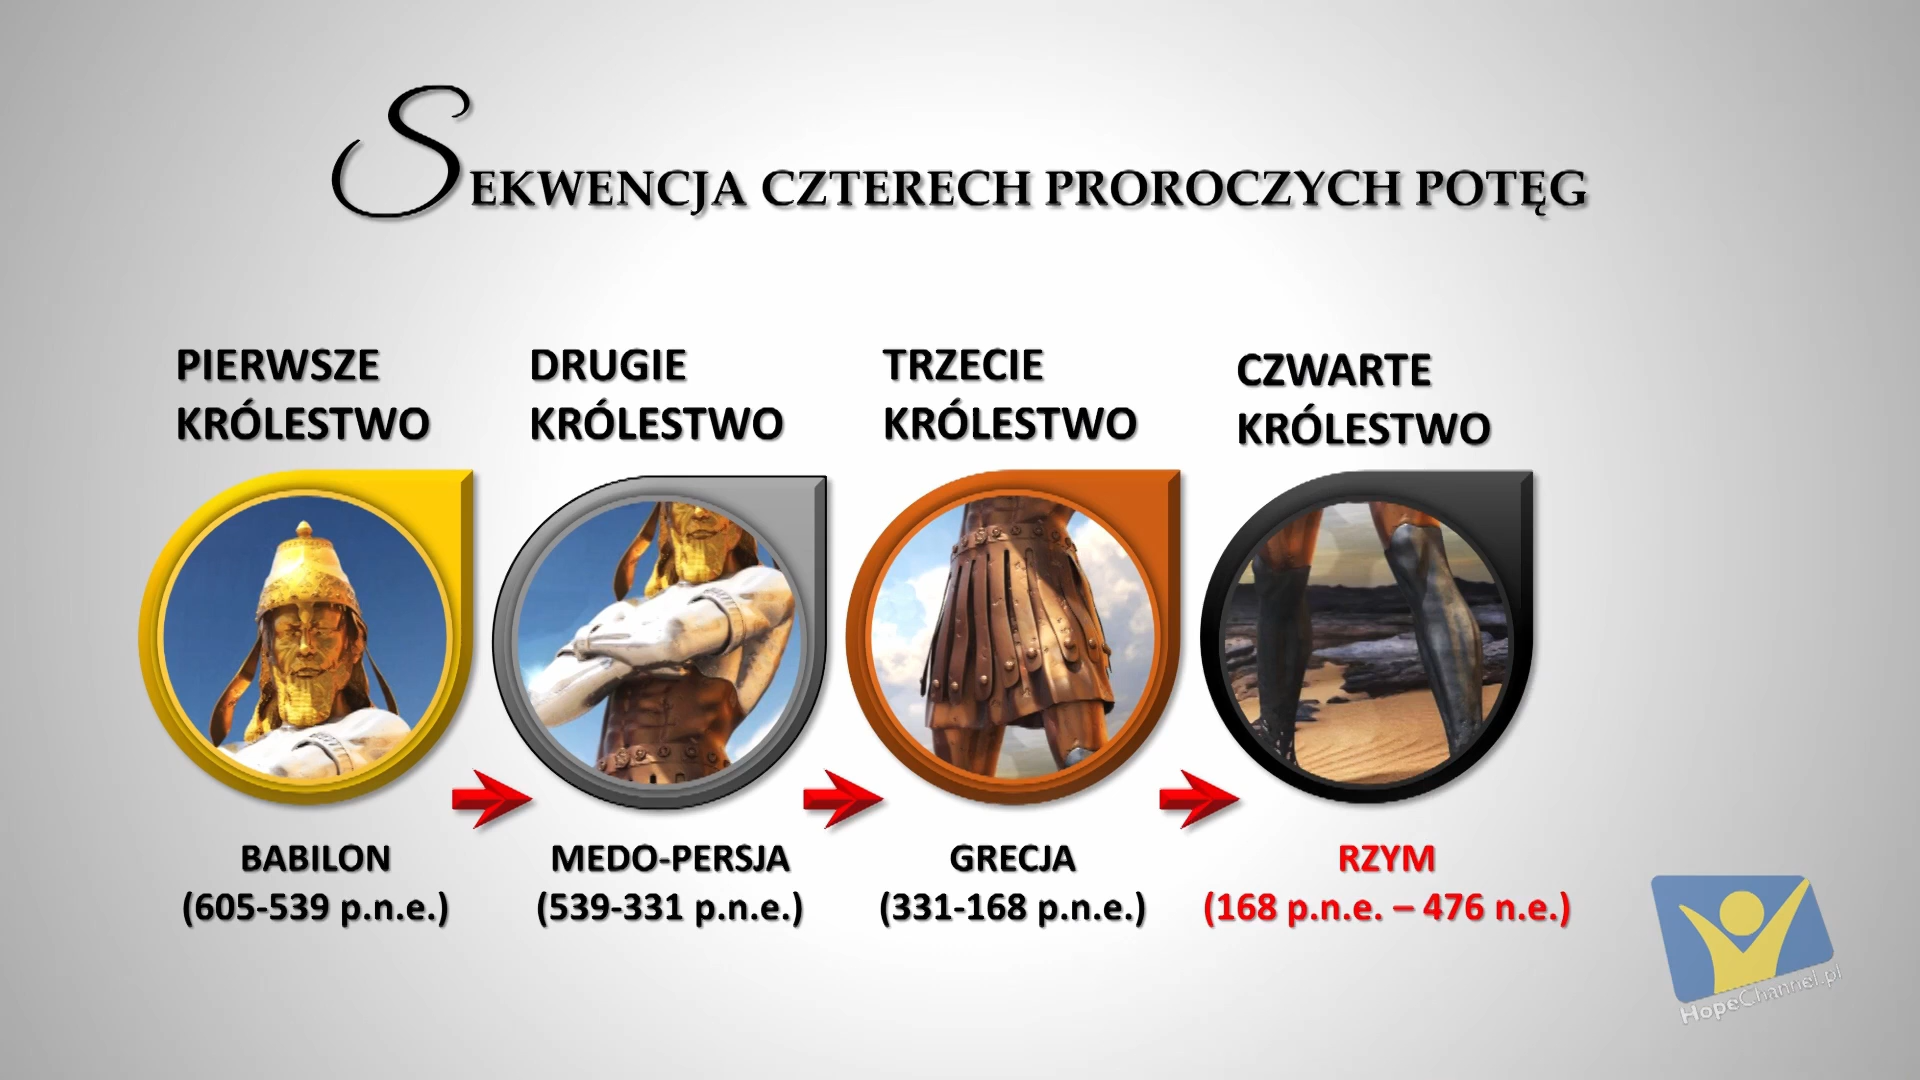 SEKWENCJA CZTERECH PROROCZYCH POTĘG
PIERWSZE
KRÓLESTWO
DRUGIE
KRÓLESTWO
TRZECIE
KRÓLESTWO
CZWARTE
KRÓLESTWO
BABILON
(605-539 p.n.e.)
MEDO-PERSJA
(539-331 p.n.e.)
GRECJA
(331-168 p.n.e.)
RZYM
(168 p.n.e. – 476 n.e.)
HopeChannel.pl